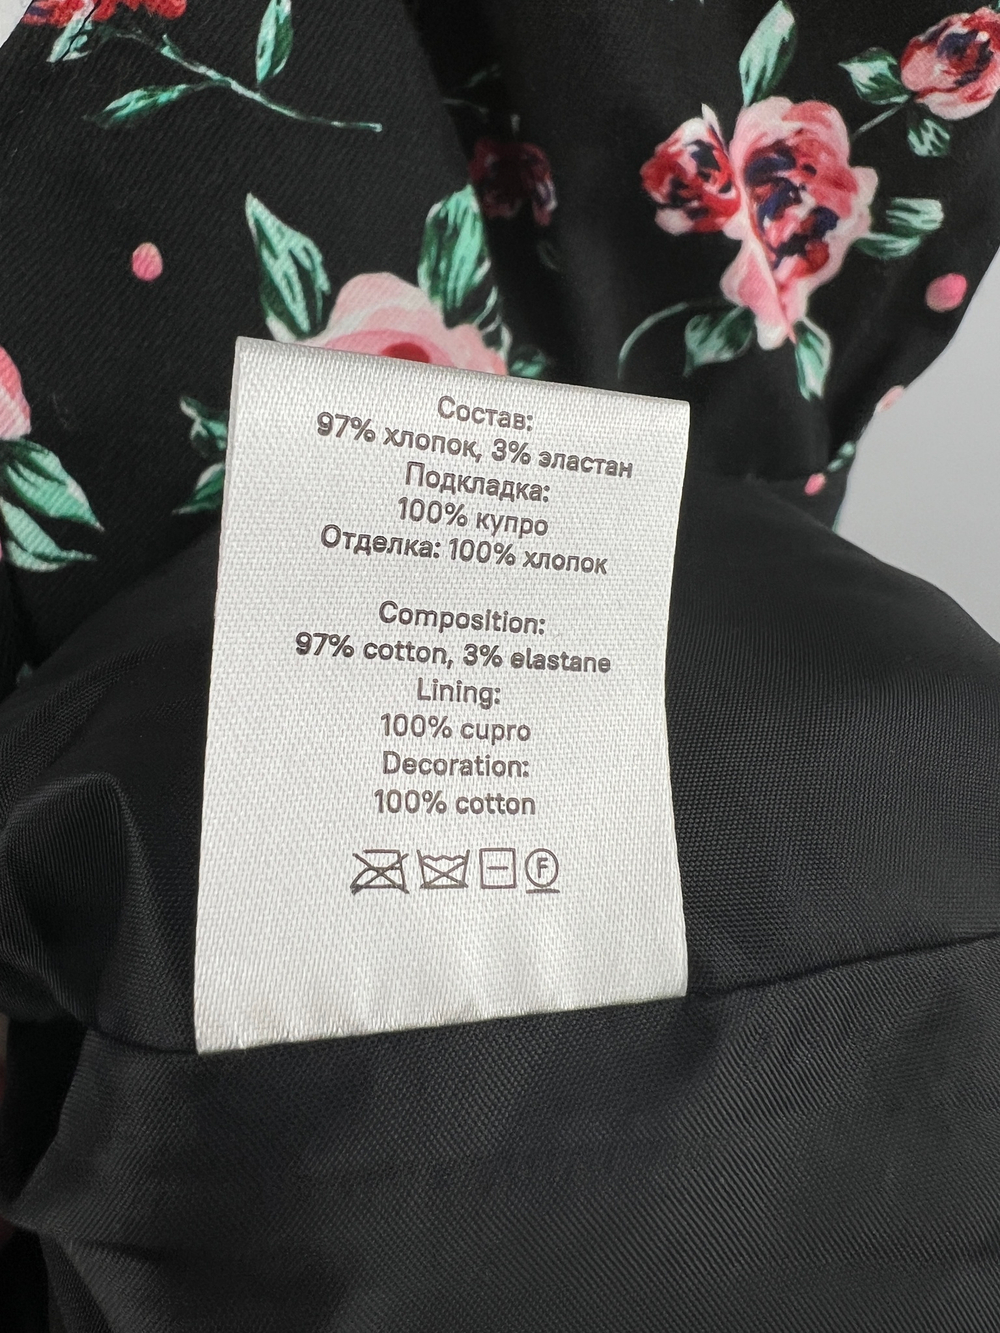 Состав:
97% хлопок, 3% эластан
Подкладка:
100% купро
Отделка: 100% хлопок
Composition:
97% cotton, 3% elastane
Lining:
100% cupro
Decoration:
100% cotton
F